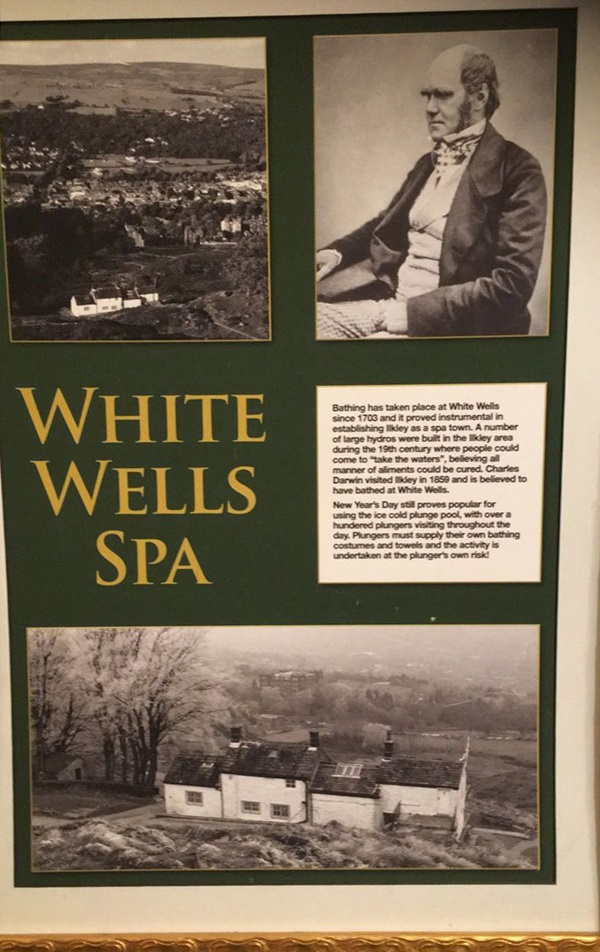 WHITE
WELLS
SPA
Bathing has taken place at White Wells
since 1703 and it proved instrumental in
establishing Ilkley as a spa town. A number
of large hydros were built in the Ilkley area
during the 19th century where people could
come to "take the waters", believing all
manner of aliments could be cured. Charles
Darwin visited Ilkley in 1859 and is believed to
have bathed at White Wells.
New Year's Day still proves popular for
using the ice cold plunge pool, with over a
hundred plungers visiting throughout the
day. Plungers must supply their own bathing
costumes and towels and the activity is
undertaken at the plunger's own risk!